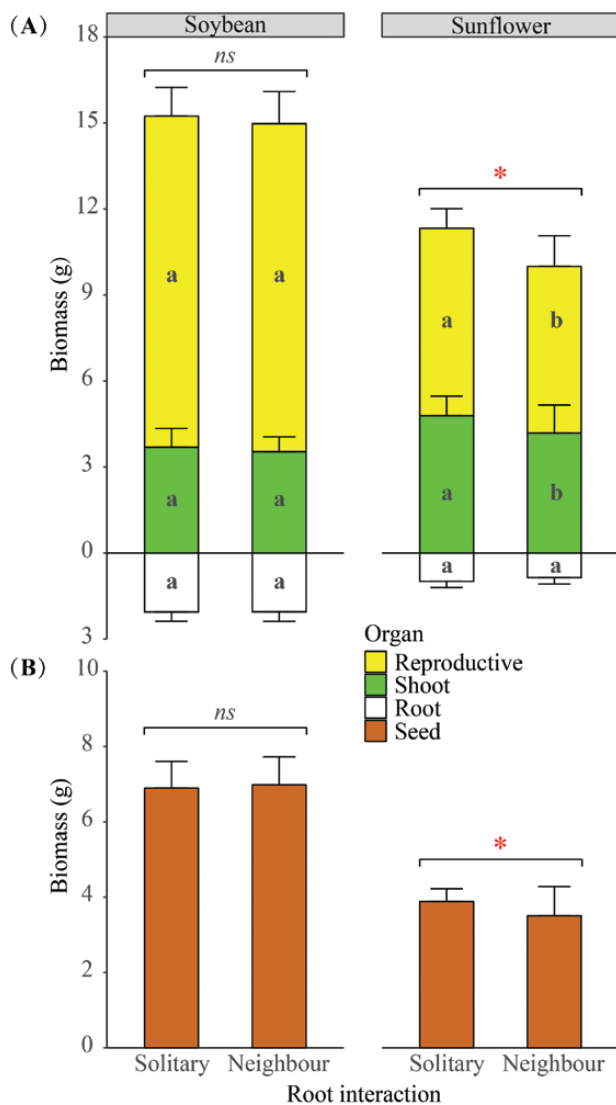 (A)
Soybean
Sunflower
18
15
12
9
6
3
0
3
Biomass (g)
ns
*
a
a
a
b
a
a
a
b
a
a
a
a
Organ
Reproductive
Shoot
Root
Seed
(B)
10
8
6
4
2
0
Biomass (g)
ns
*
Solitary Neighbour Solitary Neighbour
Root interaction